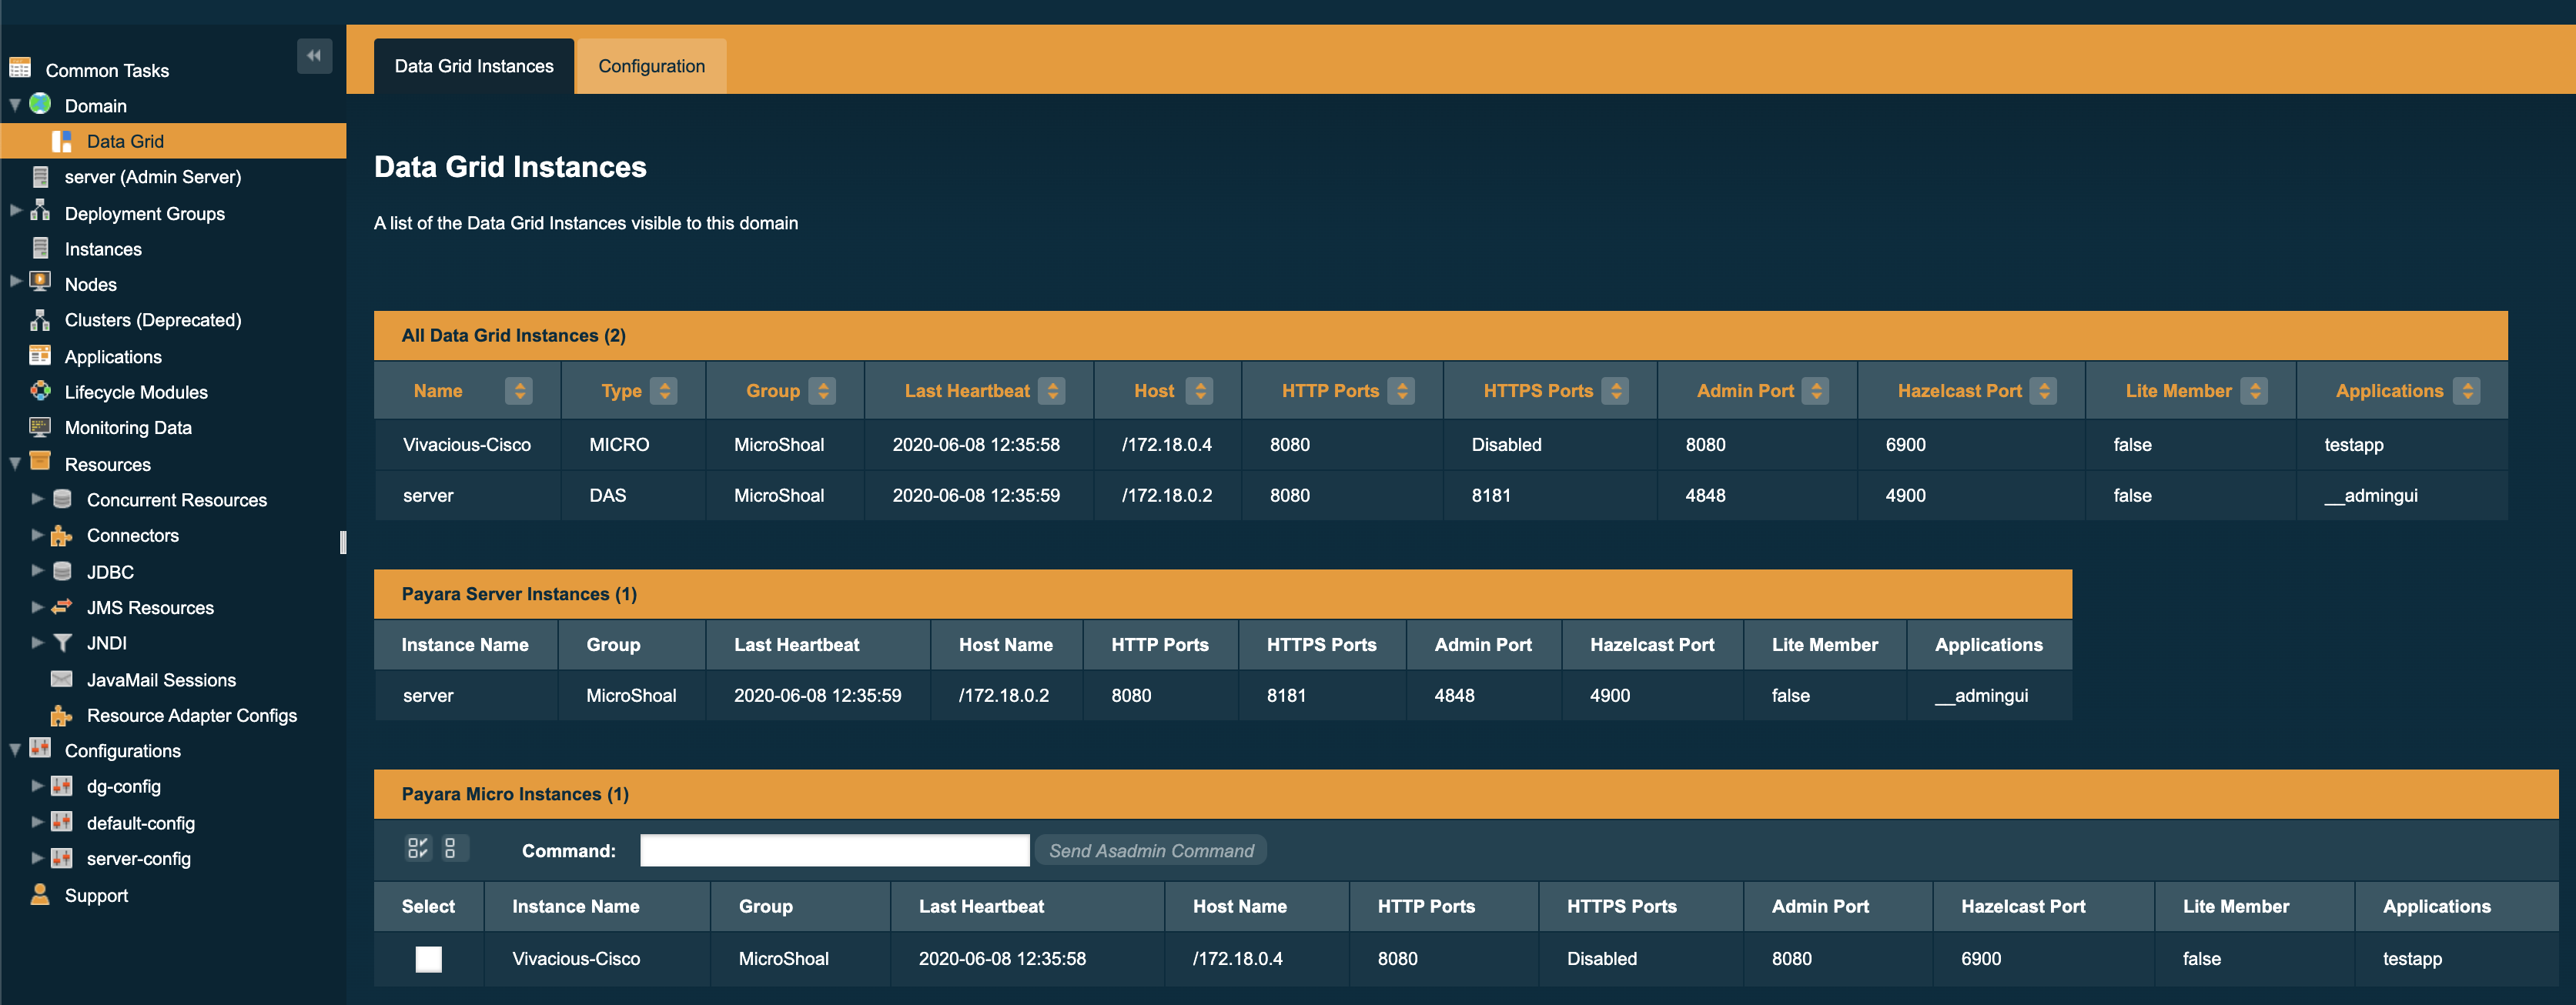 Common Tasks
Domain
Data Grid
server (Admin Server)
Deployment Groups
Instances
Nodes
Clusters (Deprecated)
Applications
Lifecycle Modules
Monitoring Data
Resources
Concurrent Resources
Connectors
JDBC
JMS Resources
JNDI
JavaMail Sessions
Resource Adapter Configs
Configurations
dg-config
default-config
server-config
Support
Data Grid Instances Configuration
Data Grid Instances
A list of the Data Grid Instances visible to this domain
All Data Grid Instances (2)
Name Type Group Last Heartbeat Host HTTP Ports HTTPS Ports Admin Port Hazelcast Port Lite Member Applications
Vivacious-Cisco MICRO MicroShoal 2020-06-08 12:35:58 /172.18.0.4 8080 Disabled 8080 6900 false testapp
server DAS MicroShoal 2020-06-08 12:35:59 /172.18.0.2 8080 8181 4848 4900 false __admingui
Payara Server Instances (1)
Instance Name Group Last Heartbeat Host Name HTTP Ports HTTPS Ports Admin Port Hazelcast Port Lite Member Applications
server MicroShoal 2020-06-08 12:35:59 /172.18.0.2 8080 8181 4848 4900 false __admingui
Payara Micro Instances (1)
Command: Send Asadmin Command
Select Instance Name Group Last Heartbeat Host Name HTTP Ports HTTPS Ports Admin Port Hazelcast Port Lite Member Applications
Vivacious-Cisco MicroShoal 2020-06-08 12:35:58 /172.18.0.4 8080 Disabled 8080 6900 false testapp